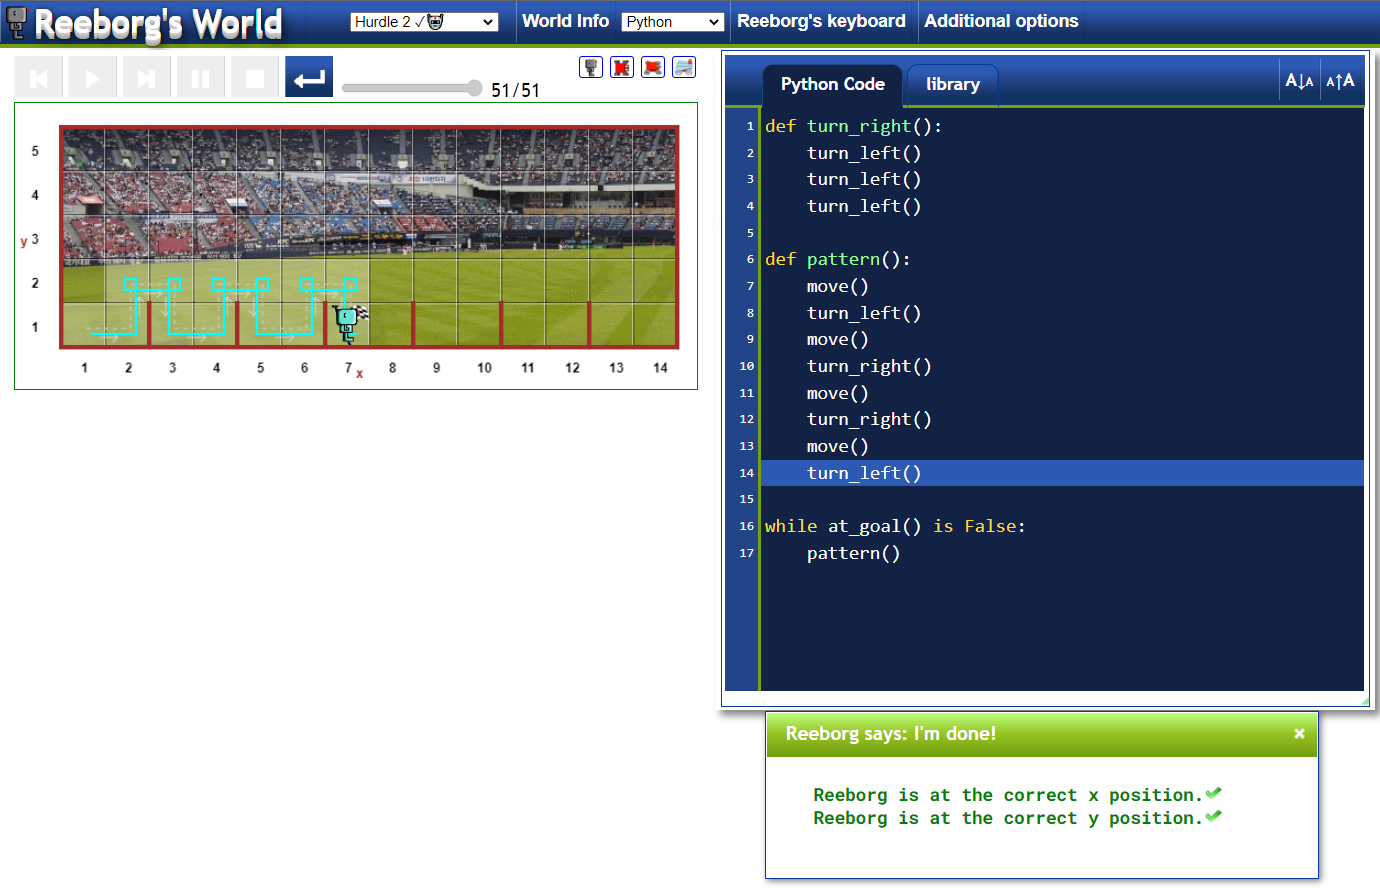 Reeborg's World
Hurdle 2 ✓
World Info
Python
Reeborg's keyboard
Additional options
51/51
Python Code
library
A↓A
A↑A
1 def turn_right():
2 turn_left()
3 turn_left()
4 turn_left()
5
6 def pattern():
7 move()
8 turn_left()
9 move()
10 turn_right()
11 move()
12 turn_right()
13 move()
14 turn_left()
15
16 while at_goal() is False:
17 pattern()
5
4
y 3
2
1
1 2 3 4 5 6 7 x 8 9 10 11 12 13 14
Reeborg says: I'm done!
×
Reeborg is at the correct x position.
Reeborg is at the correct y position.